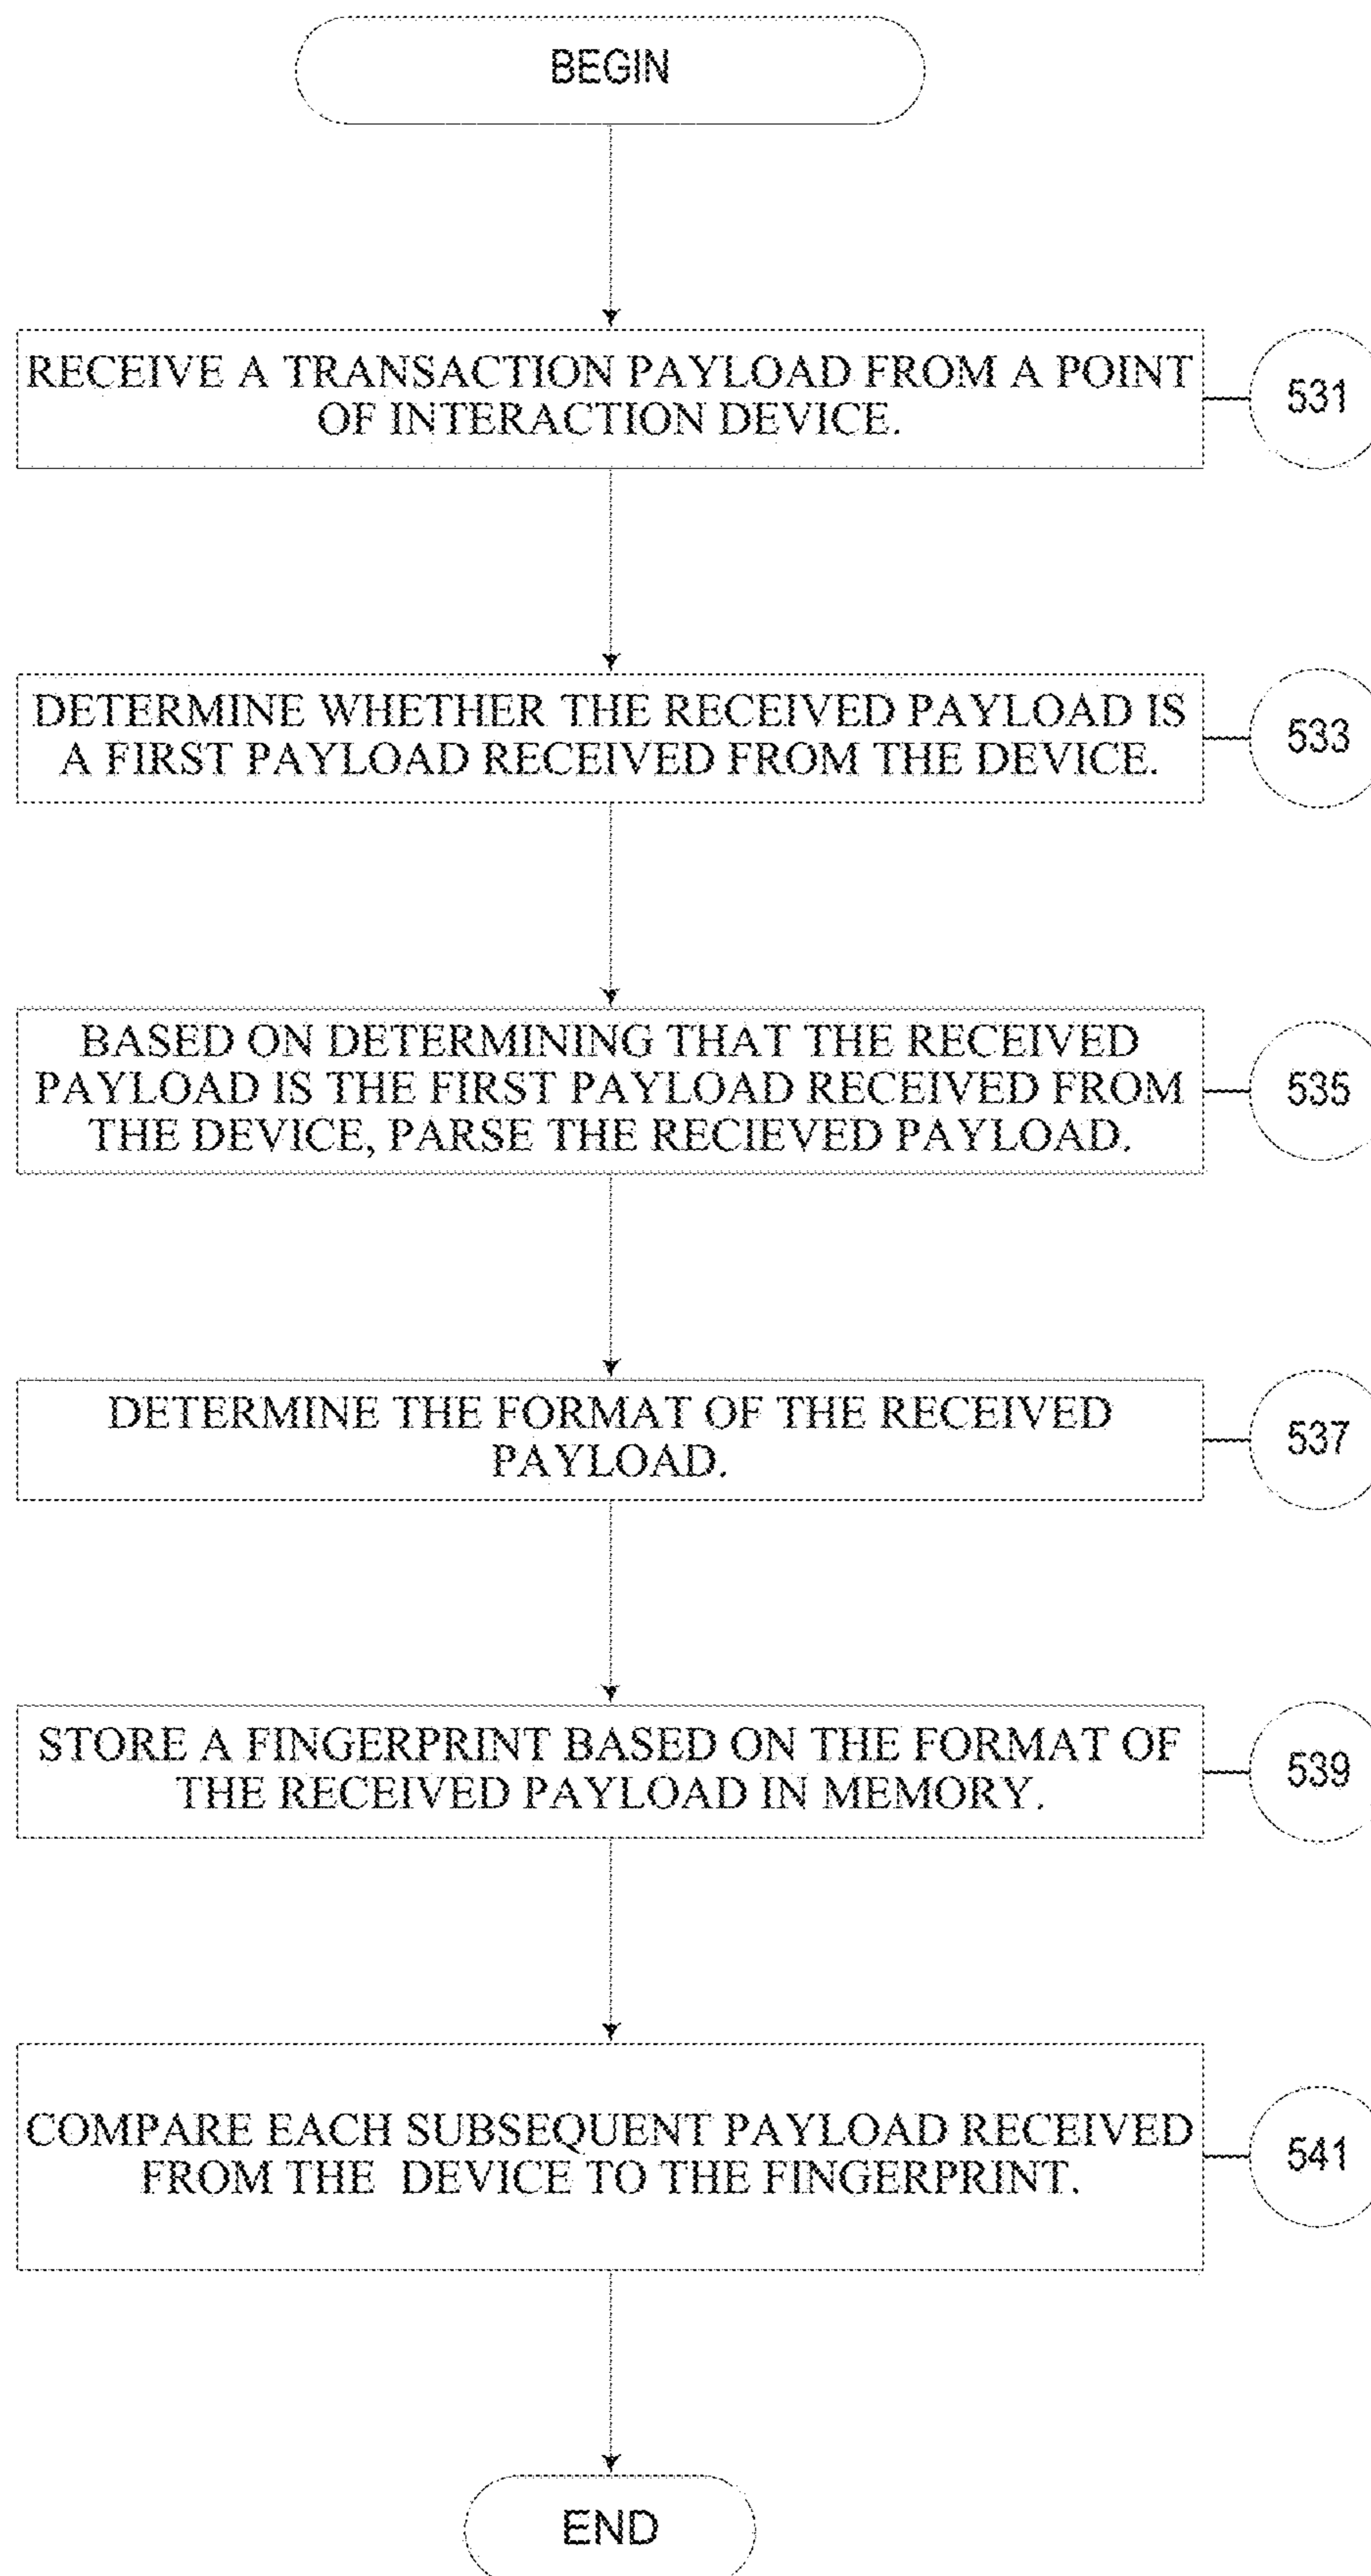 BEGIN
RECEIVE A TRANSACTION PAYLOAD FROM A POINT
OF INTERACTION DEVICE.
531
DETERMINE WHETHER THE RECEIVED PAYLOAD IS
A FIRST PAYLOAD RECEIVED FROM THE DEVICE.
533
BASED ON DETERMINING THAT THE RECEIVED
PAYLOAD IS THE FIRST PAYLOAD RECEIVED FROM
THE DEVICE, PARSE THE RECIEVED PAYLOAD.
535
DETERMINE THE FORMAT OF THE RECEIVED
PAYLOAD.
537
STORE A FINGERPRINT BASED ON THE FORMAT OF
THE RECEIVED PAYLOAD IN MEMORY.
539
COMPARE EACH SUBSEQUENT PAYLOAD RECEIVED
FROM THE DEVICE TO THE FINGERPRINT.
541
END